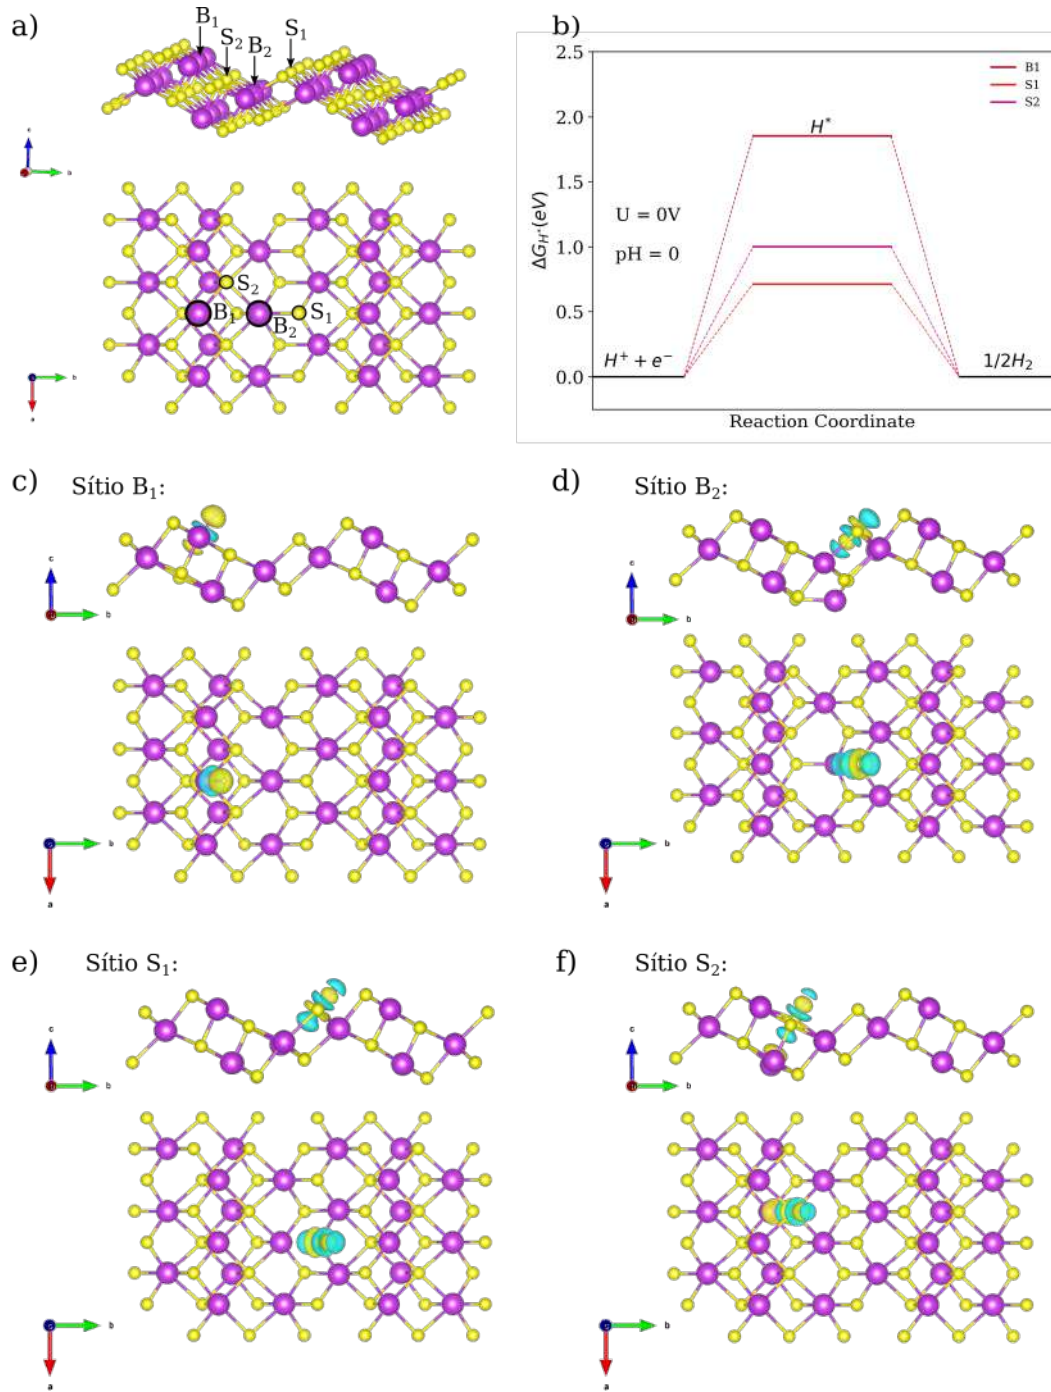 a)
B₁
S₂
B₂
S₁
c
b
S₂
B₁
B₂
S₁
b
a
b)
2.5
2.0
1.5
1.0
0.5
0.0
ΔG_H* (eV)
B1
S1
S2
H*
U = 0V
pH = 0
H⁺ + e⁻
1/2H₂
Reaction Coordinate
c)
Sítio B₁:
c
b
b
a
d)
Sítio B₂:
c
b
b
a
e)
Sítio S₁:
c
b
b
a
f)
Sítio S₂:
c
b
b
a